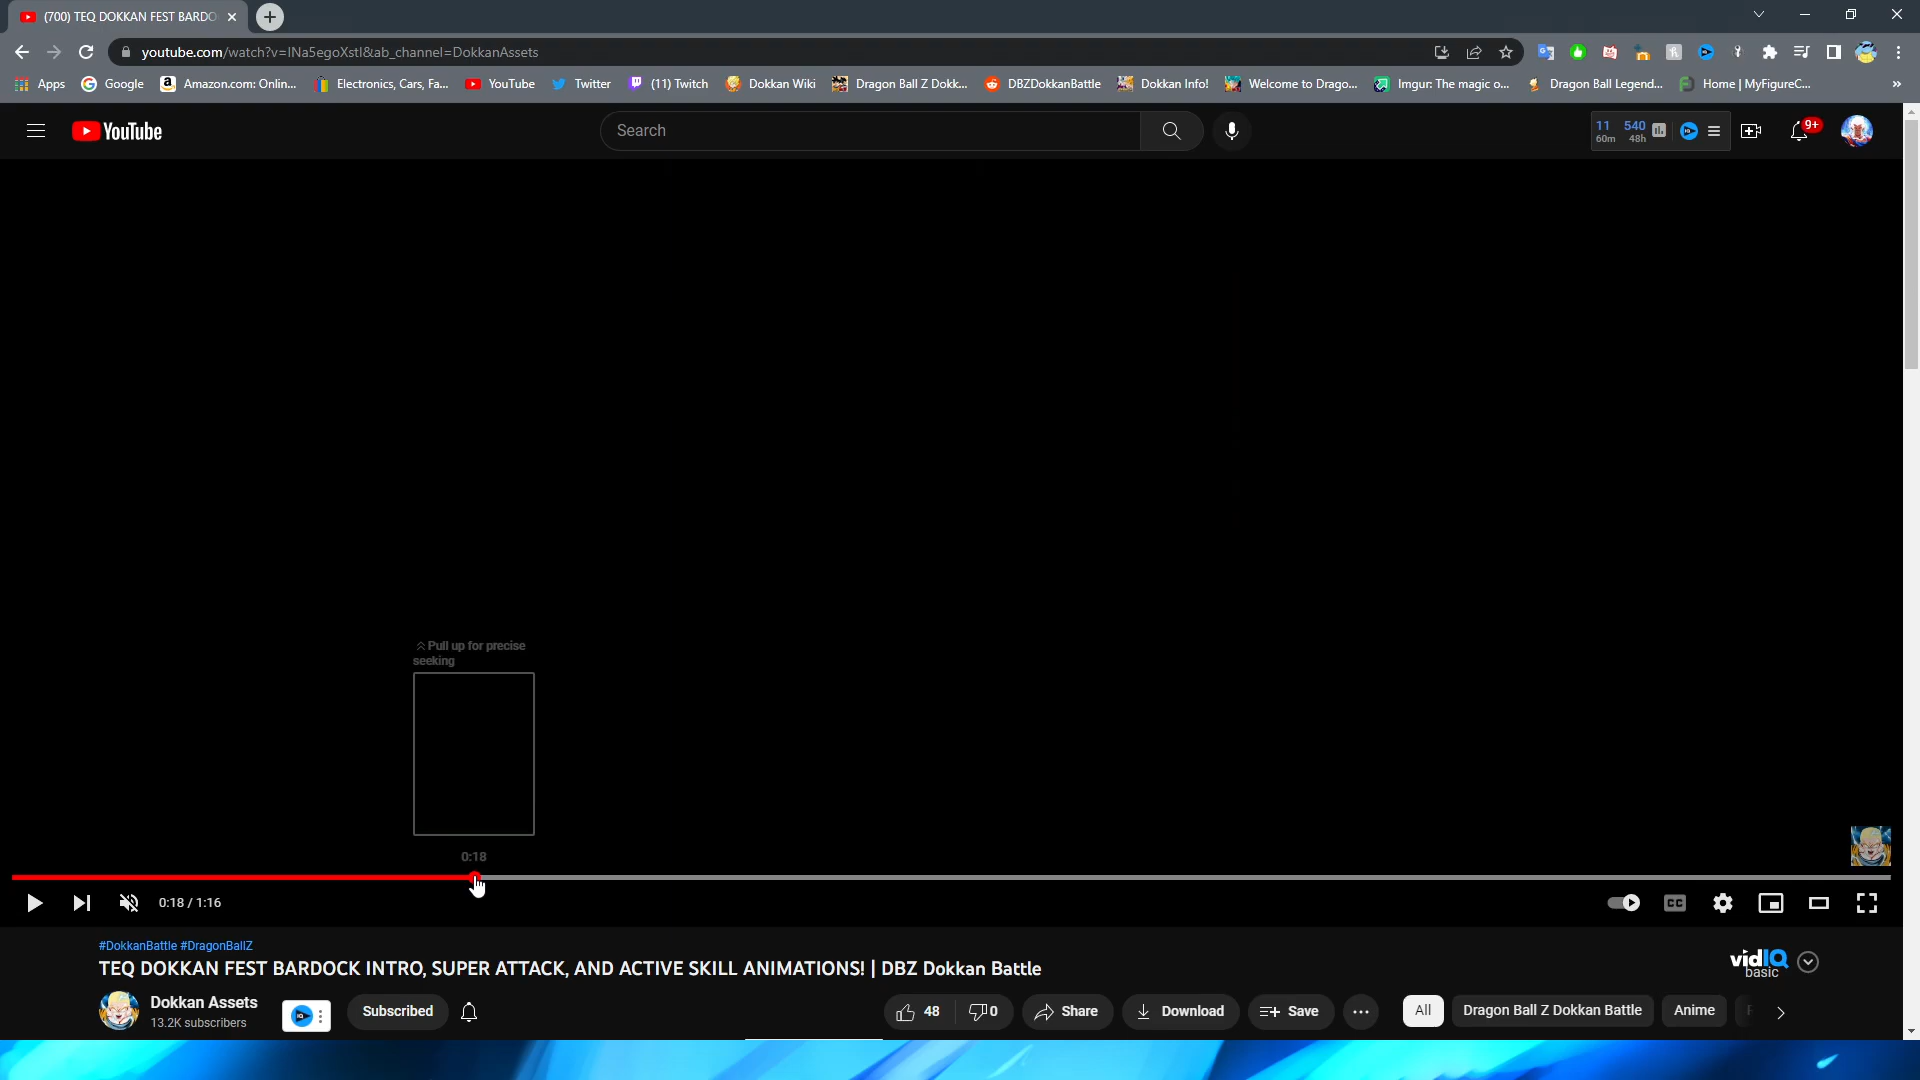 (700) TEQ DOKKAN FEST BARDO
youtube.com/watch?v=INa5egoXstI&ab_channel=DokkanAssets
Apps
Google
Amazon.com: Onlin...
Electronics, Cars, Fa...
YouTube
Twitter
(11) Twitch
Dokkan Wiki
Dragon Ball Z Dokk...
DBZDokkanBattle
Dokkan Info!
Welcome to Drago...
Imgur: The magic o...
Dragon Ball Legend...
Home | MyFigureC...
»
YouTube
Search
11
60m
540
48h
9+
Pull up for precise
seeking
0:18
0:18 / 1:16
CC
#DokkanBattle #DragonBallZ
TEQ DOKKAN FEST BARDOCK INTRO, SUPER ATTACK, AND ACTIVE SKILL ANIMATIONS! | DBZ Dokkan Battle
vidIQ
basic
Dokkan Assets
13.2K subscribers
Subscribed
48
0
Share
Download
Save
All
Dragon Ball Z Dokkan Battle
Anime